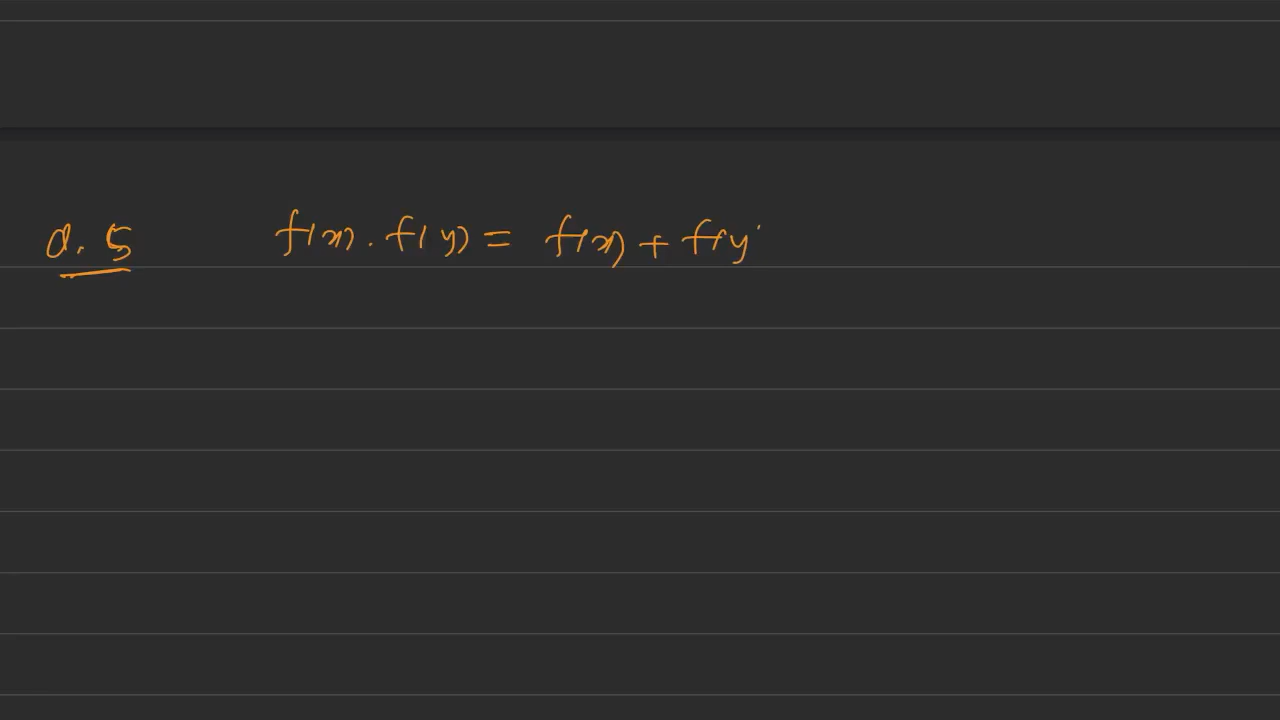 Q. 5 f(x) . f(y) = f(x) + f(y